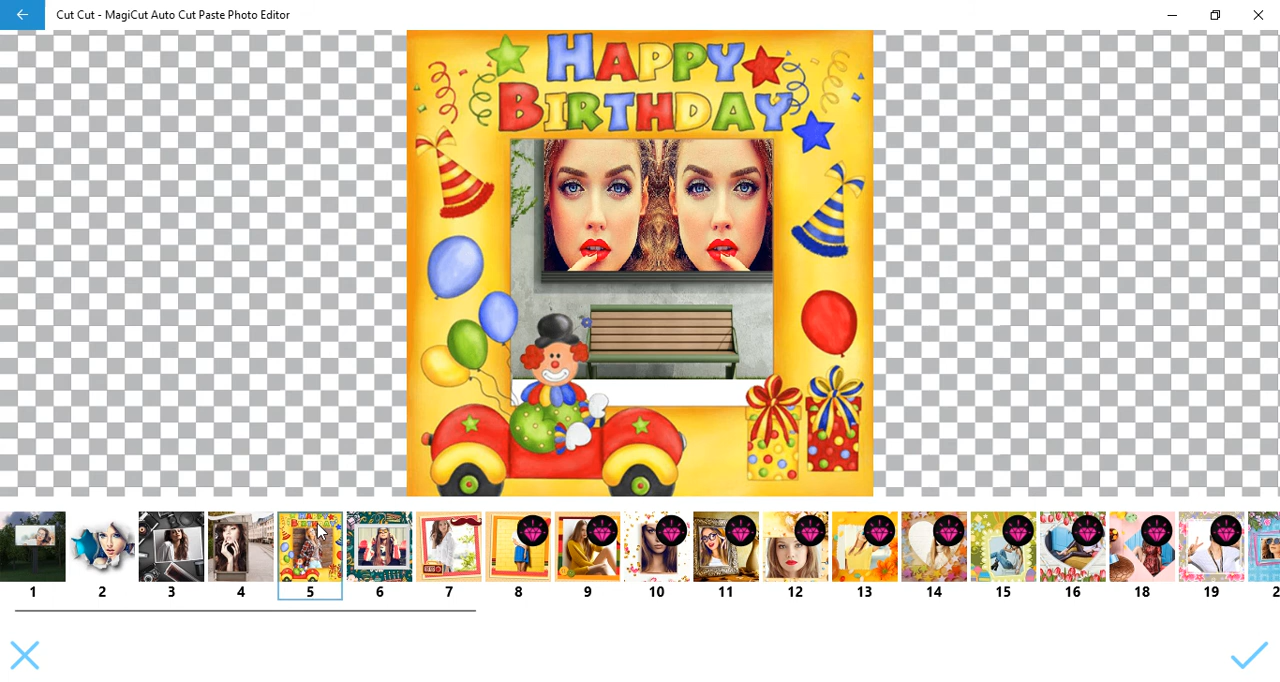 Cut Cut - MagiCut Auto Cut Paste Photo Editor
HAPPY
BIRTHDAY
1 2 3 4 5 6 7 8 9 10 11 12 13 14 15 16 18 19 2